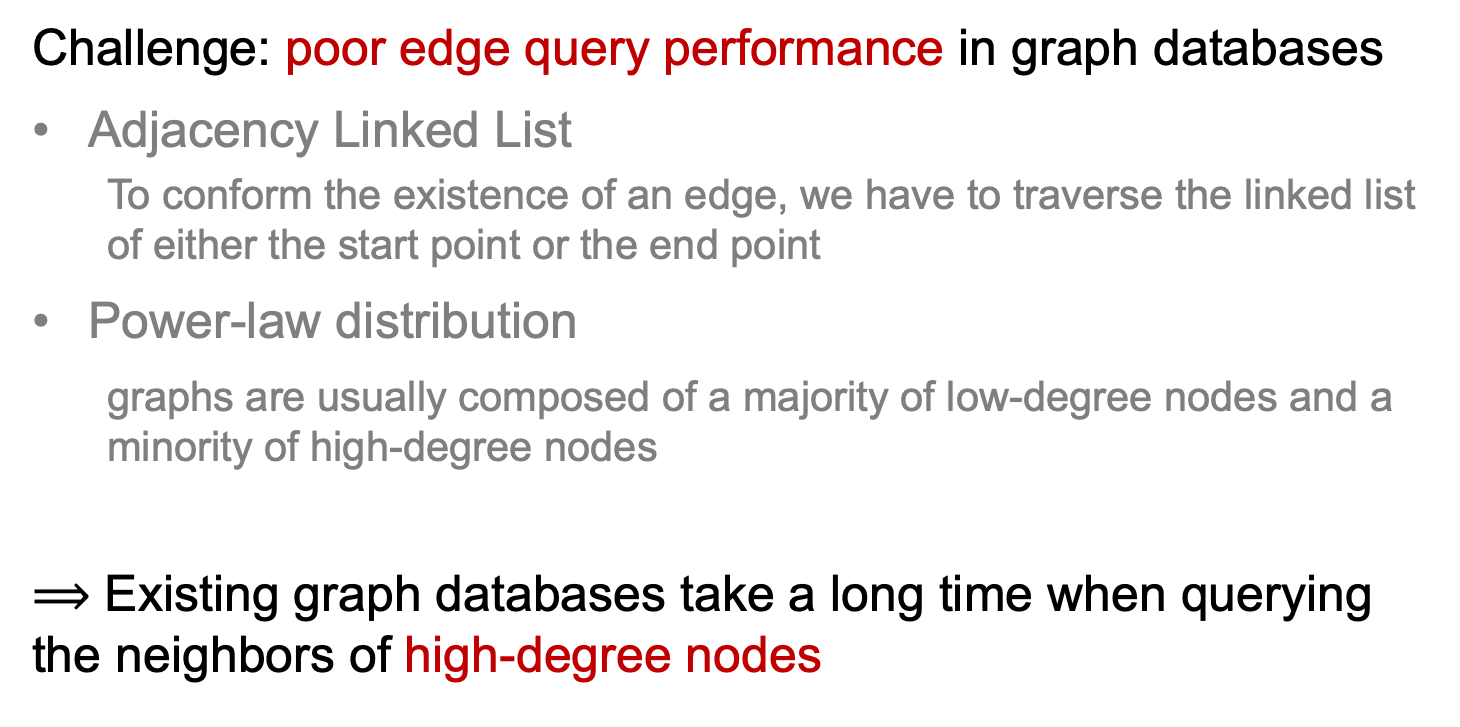 Challenge: poor edge query performance in graph databases
• Adjacency Linked List
To conform the existence of an edge, we have to traverse the linked list
of either the start point or the end point
• Power-law distribution
graphs are usually composed of a majority of low-degree nodes and a
minority of high-degree nodes
⟹ Existing graph databases take a long time when querying
the neighbors of high-degree nodes